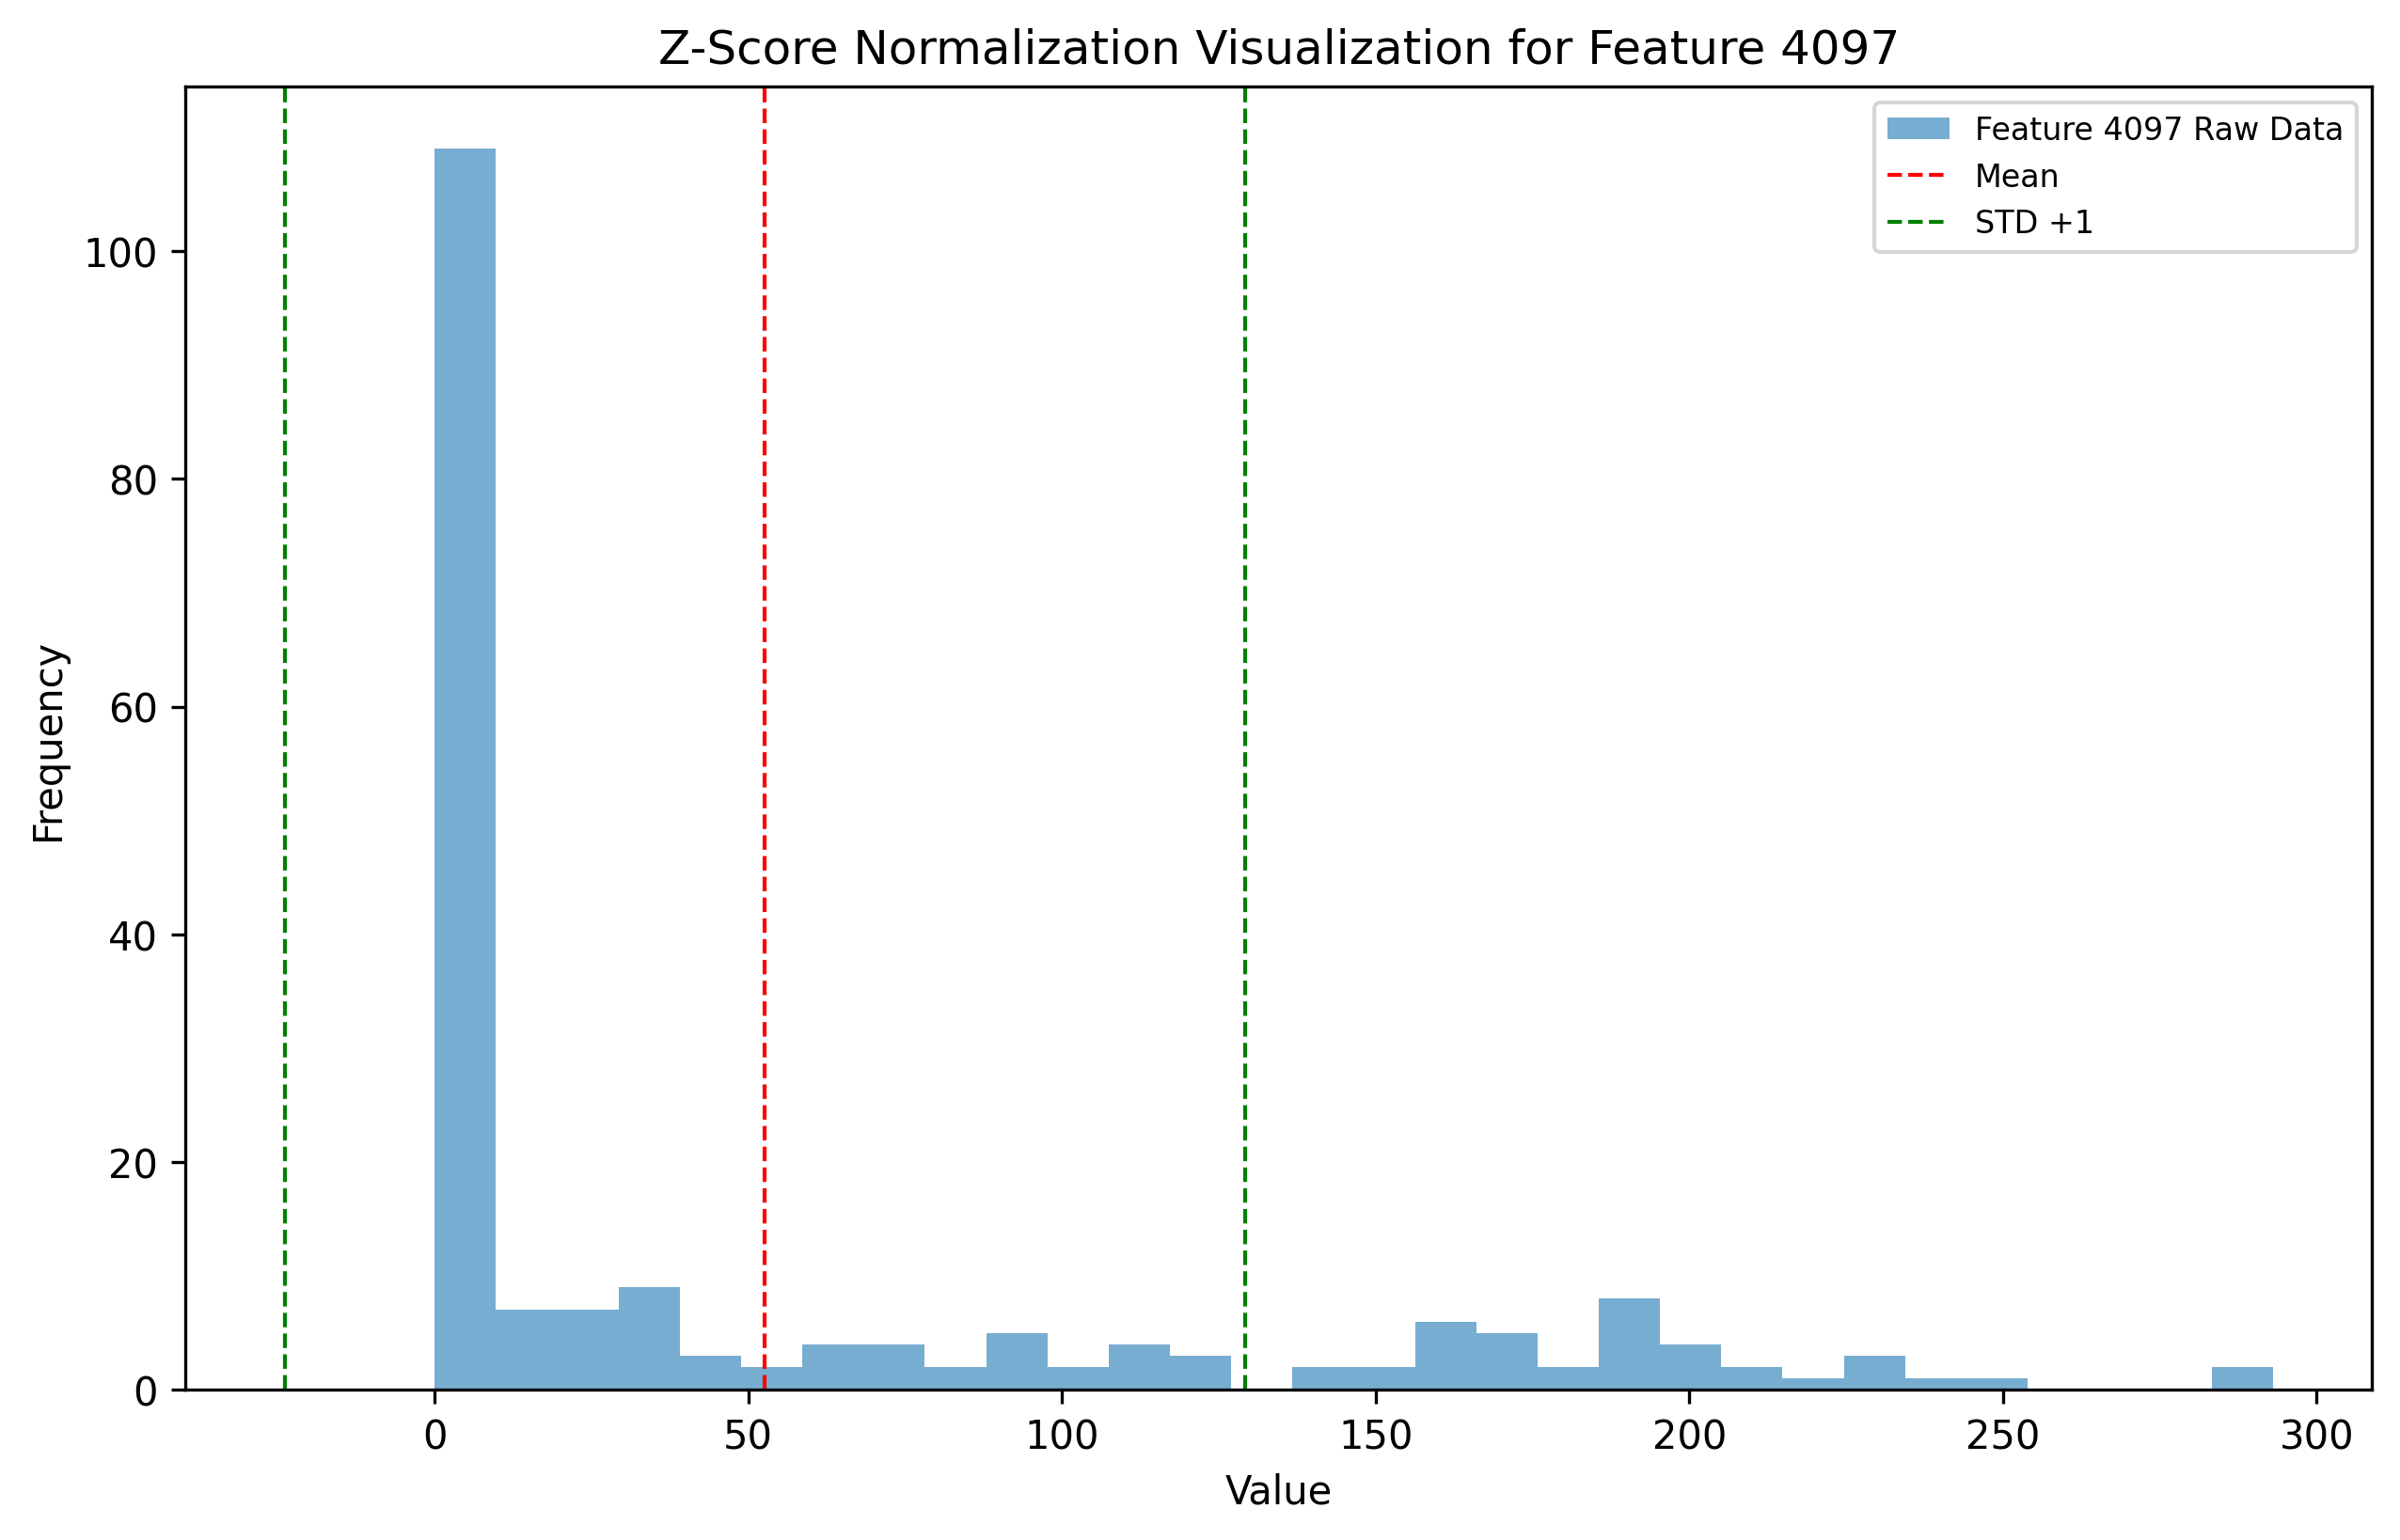 Z-Score Normalization Visualization for Feature 4097
Feature 4097 Raw Data
Mean
STD +1
Frequency
100
80
60
40
20
0
0 50 100 150 200 250 300
Value